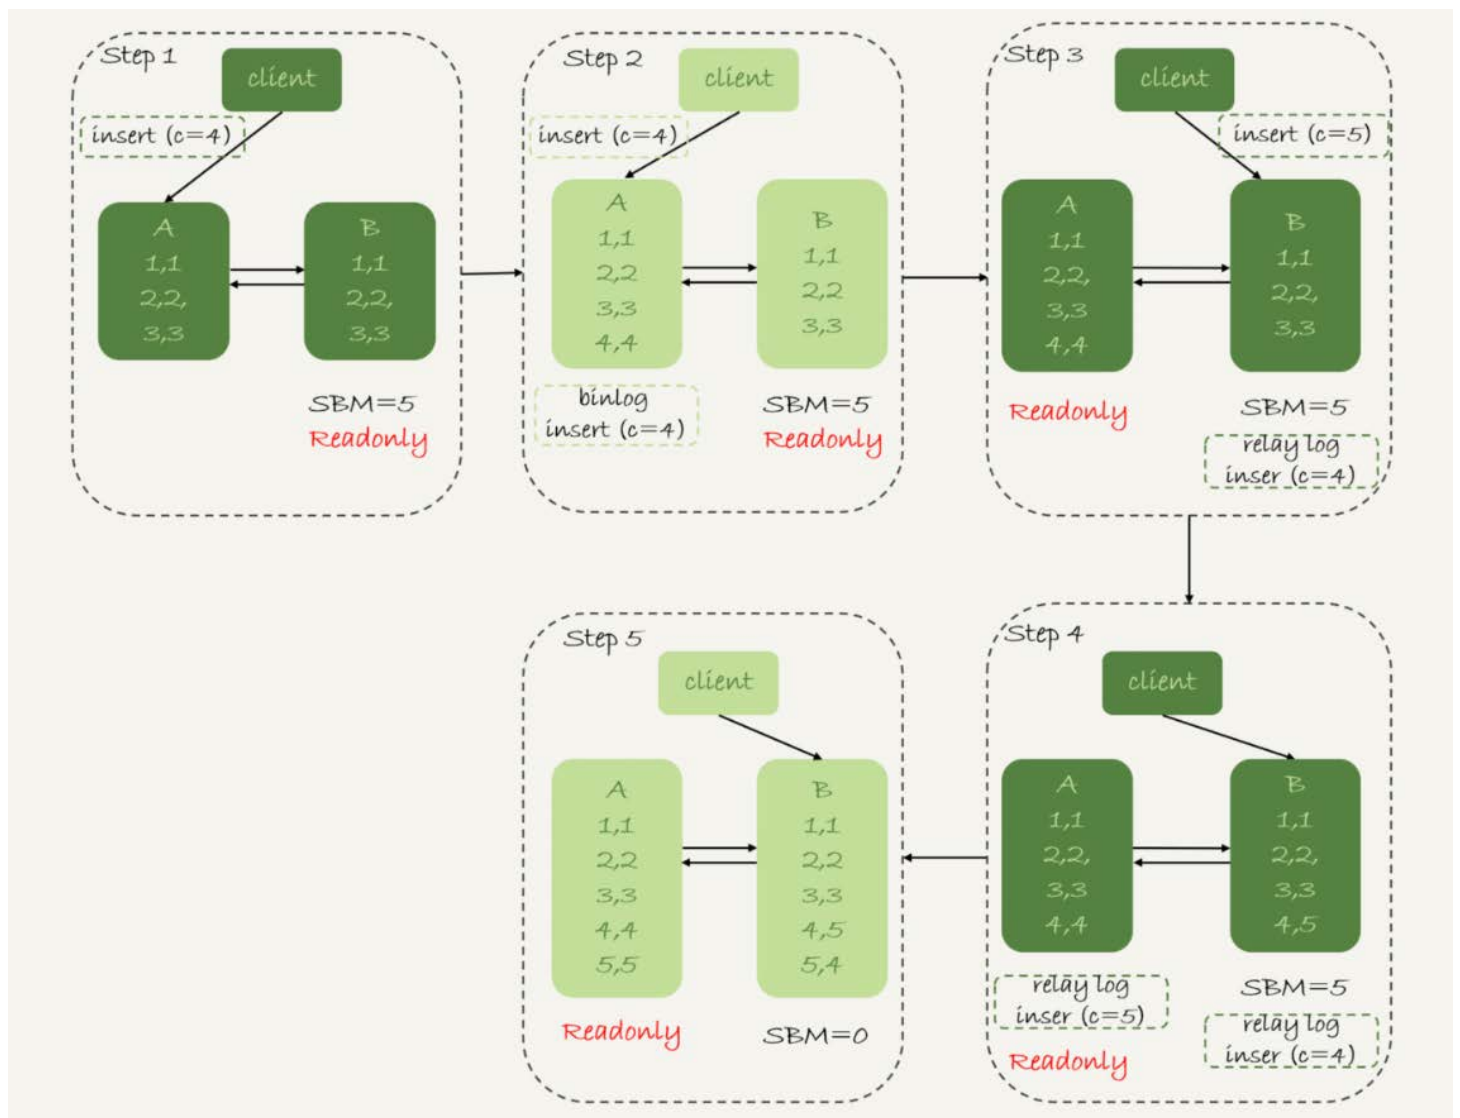 Step 1
client
insert (c=4)
A
1,1
2,2,
3,3
B
1,1
2,2,
3,3
SBM=5
Readonly
Step 2
client
insert (c=4)
A
1,1
2,2
3,3
4,4
binlog
insert (c=4)
B
1,1
2,2
3,3
SBM=5
Readonly
Step 3
client
insert (c=5)
A
1,1
2,2,
3,3
4,4
Readonly
B
1,1
2,2,
3,3
SBM=5
relay log
inser (c=4)
Step 4
client
A
1,1
2,2,
3,3
4,4
relay log
inser (c=5)
Readonly
B
1,1
2,2,
3,3
4,5
SBM=5
relay log
inser (c=4)
Step 5
client
A
1,1
2,2
3,3
4,4
5,5
Readonly
B
1,1
2,2
3,3
4,5
5,4
SBM=0